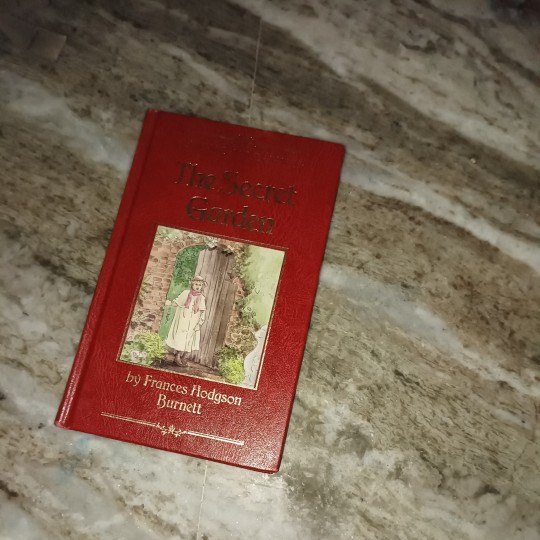 The Secret
Garden
by Frances Hodgson
Burnett